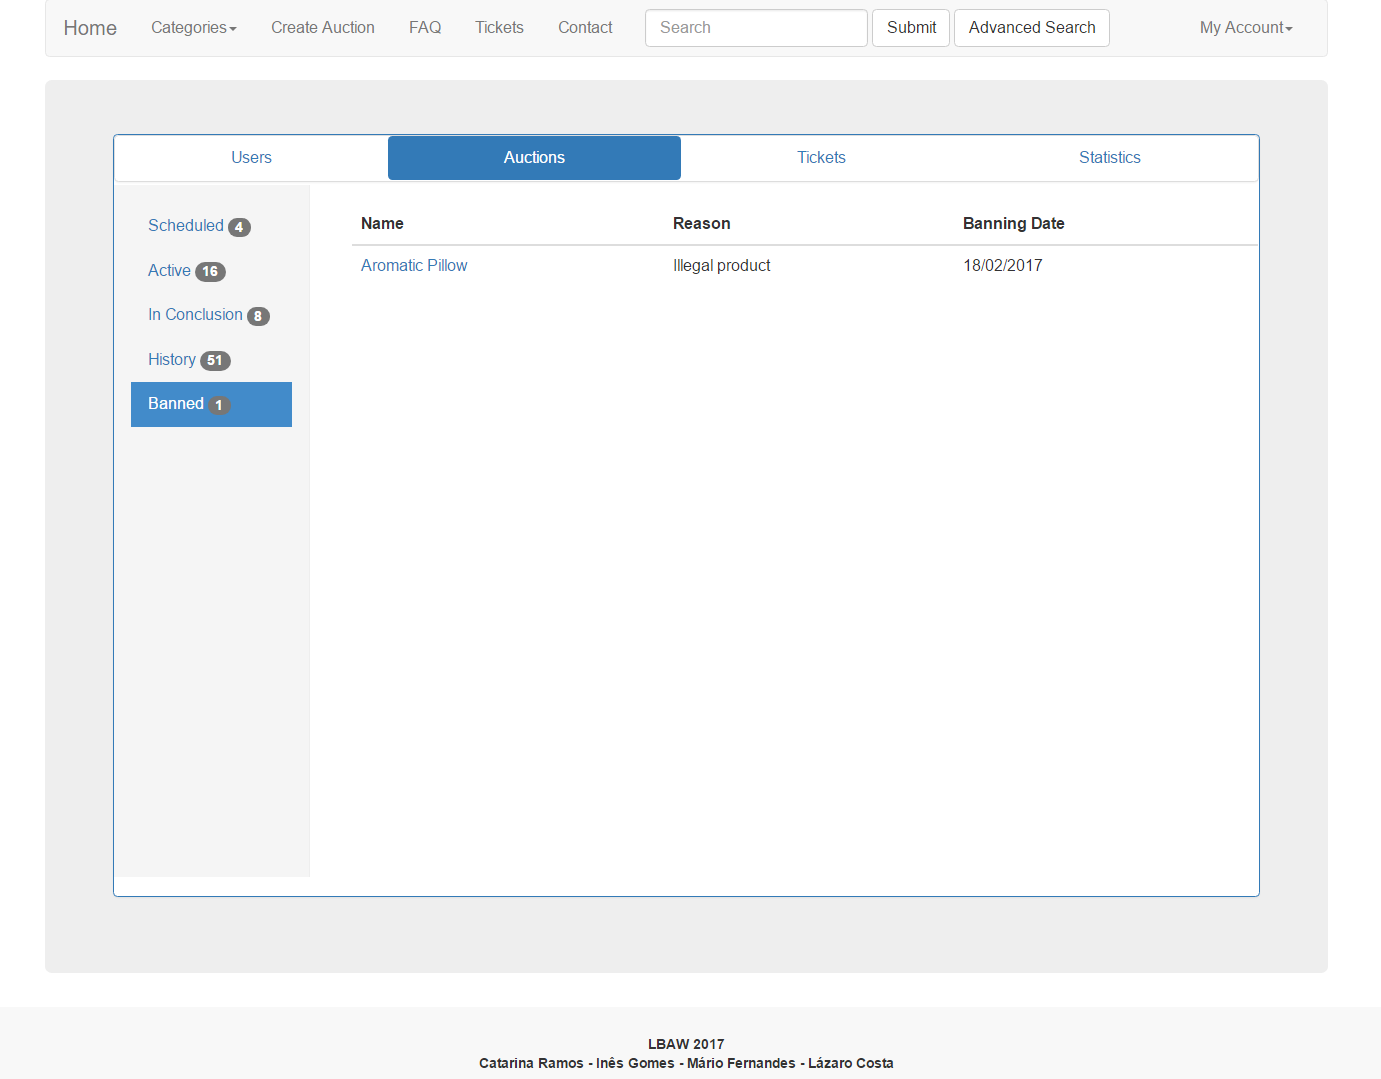 Home Categories Create Auction FAQ Tickets Contact Search Submit Advanced Search My Account
Users Auctions Tickets Statistics
Scheduled 4
Active 16
In Conclusion 8
History 51
Banned 1
Name Reason Banning Date
Aromatic Pillow Illegal product 18/02/2017
LBAW 2017
Catarina Ramos - Inês Gomes - Mário Fernandes - Lázaro Costa